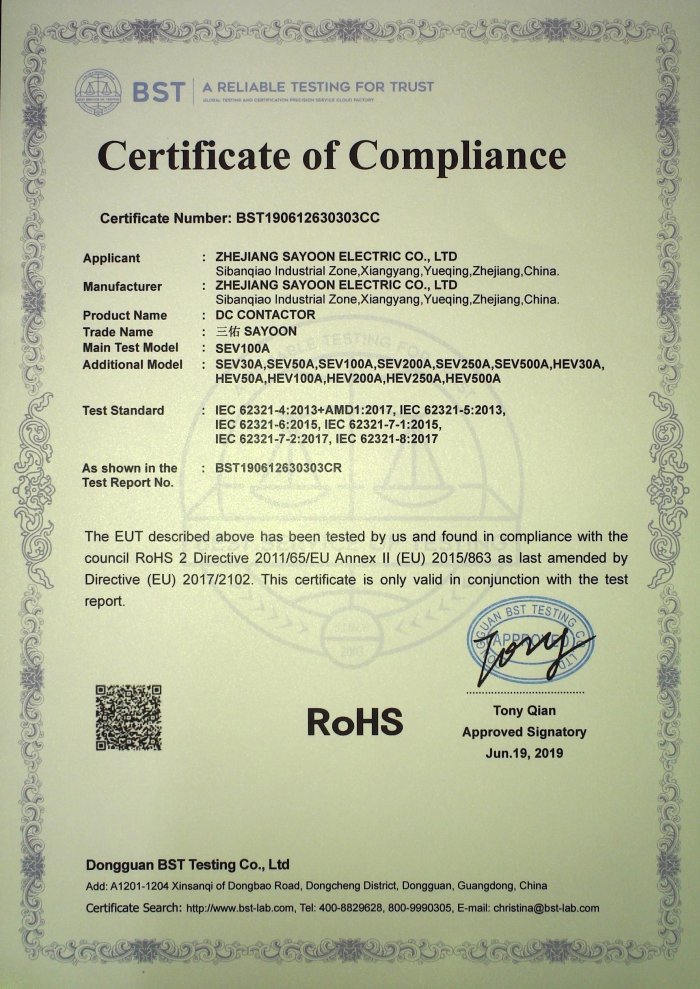 BST
A RELIABLE TESTING FOR TRUST
GLOBAL TESTING AND CERTIFICATION PRECISION SERVICE CLOUD FACTORY
Certificate of Compliance
Certificate Number: BST190612630303CC
Applicant : ZHEJIANG SAYOON ELECTRIC CO., LTD
Sibanqiao Industrial Zone,Xiangyang,Yueqing,Zhejiang,China.
Manufacturer : ZHEJIANG SAYOON ELECTRIC CO., LTD
Sibanqiao Industrial Zone,Xiangyang,Yueqing,Zhejiang,China.
Product Name : DC CONTACTOR
Trade Name : 三佑 SAYOON
Main Test Model : SEV100A
Additional Model : SEV30A,SEV50A,SEV100A,SEV200A,SEV250A,SEV500A,HEV30A,
HEV50A,HEV100A,HEV200A,HEV250A,HEV500A
Test Standard : IEC 62321-4:2013+AMD1:2017, IEC 62321-5:2013,
IEC 62321-6:2015, IEC 62321-7-1:2015,
IEC 62321-7-2:2017, IEC 62321-8:2017
As shown in the : BST190612630303CR
Test Report No.
The EUT described above has been tested by us and found in compliance with the
council RoHS 2 Directive 2011/65/EU Annex II (EU) 2015/863 as last amended by
Directive (EU) 2017/2102. This certificate is only valid in conjunction with the test
report.
APPROVED
Tony
RoHS
Tony Qian
Approved Signatory
Jun.19, 2019
Dongguan BST Testing Co., Ltd
Add: A1201-1204 Xinsanqi of Dongbao Road, Dongcheng District, Dongguan, Guangdong, China
Certificate Search: http://www.bst-lab.com, Tel: 400-8829628, 800-9990305, E-mail: christina@bst-lab.com